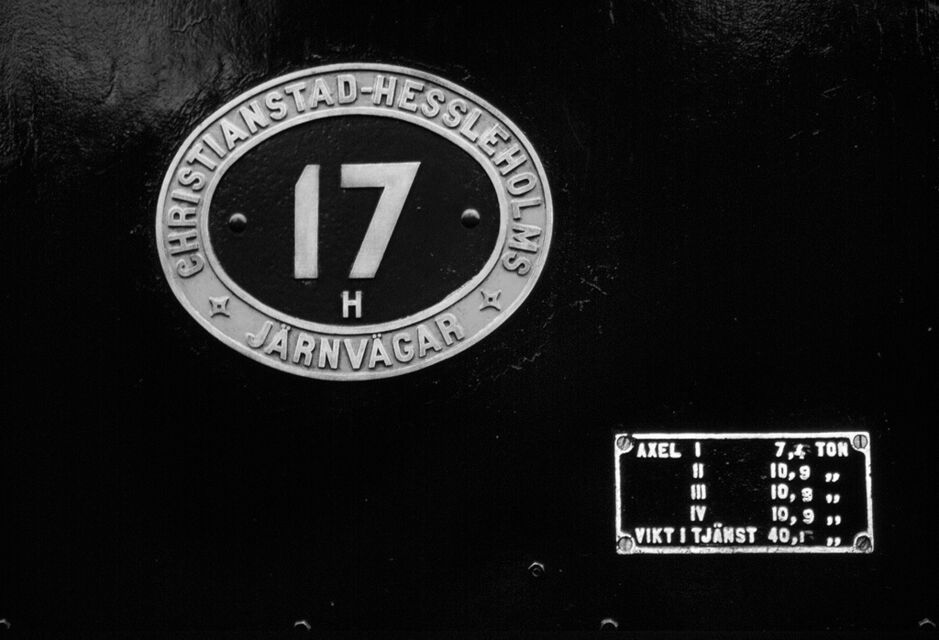 CHRISTIANSTAD-HESSLEHOLMS
17
H
JÄRNVÄGAR
AXEL I 7,4 TON
II 10,9 „
III 10,9 „
IV 10,9 „
VIKT I TJÄNST 40,1 „